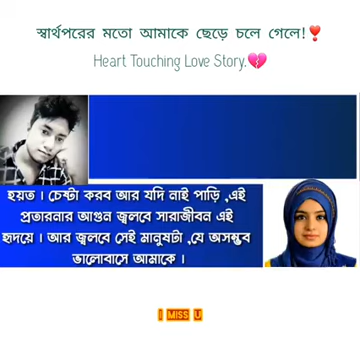 স্বার্থপরের মতো আমাকে ছেড়ে চলে গেলে!❣️
Heart Touching Love Story.💔
হয়ত । চেষ্টা করব আর যদি নাই পাড়ি ,এই
প্রতারনার আগুন জ্বলবে সারাজীবন এই
হৃদয়ে । আর জ্বলবে সেই মানুষটা ,যে অসম্ভব
ভালোবাসে আমাকে ।
I MISS U